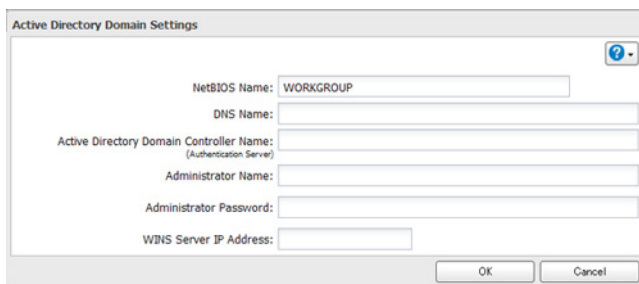 Active Directory Domain Settings
?
NetBIOS Name: WORKGROUP
DNS Name:
Active Directory Domain Controller Name:
(Authentication Server)
Administrator Name:
Administrator Password:
WINS Server IP Address:
OK Cancel